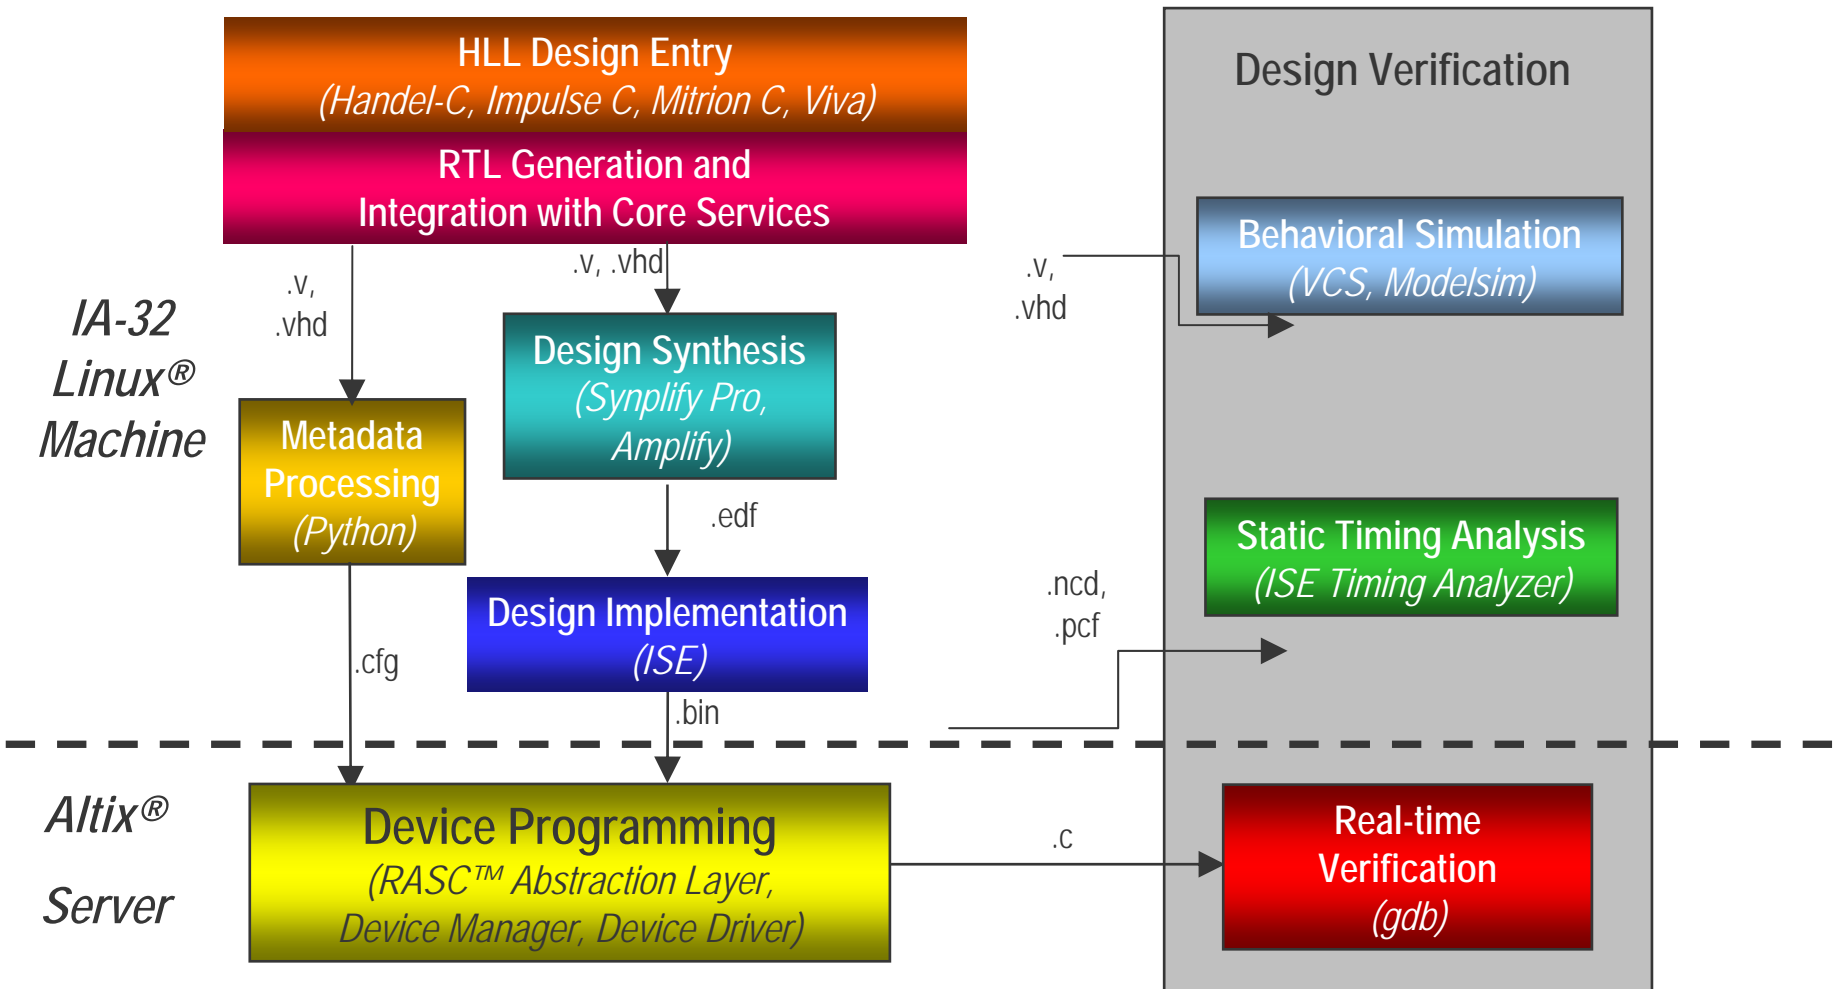 HLL Design Entry
(Handel-C, Impulse C, Mitrion C, Viva)
RTL Generation and
Integration with Core Services
Design Verification
.v,
.vhd
.v, .vhd
.v,
.vhd
Behavioral Simulation
(VCS, Modelsim)
IA-32
Linux®
Machine
Design Synthesis
(Synplify Pro,
Amplify)
Metadata
Processing
(Python)
.edf
Static Timing Analysis
(ISE Timing Analyzer)
.ncd,
.pcf
Design Implementation
(ISE)
.cfg
.bin
Altix®
Server
Device Programming
(RASC™ Abstraction Layer,
Device Manager, Device Driver)
.c
Real-time
Verification
(gdb)